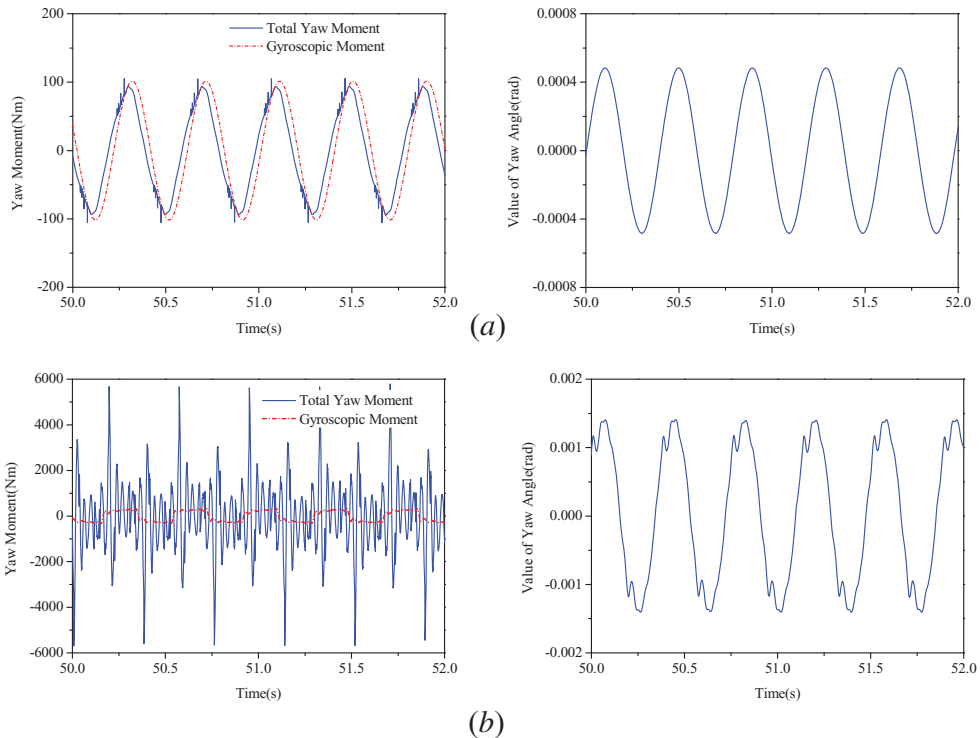 Total Yaw Moment
Gyroscopic Moment
Yaw Moment(Nm)
200
100
0
-100
-200
50.0 50.5 51.0 51.5 52.0
Time(s)
Value of Yaw Angle(rad)
0.0008
0.0004
0.0000
-0.0004
-0.0008
50.0 50.5 51.0 51.5 52.0
Time(s)
(a)
Total Yaw Moment
Gyroscopic Moment
Yaw Moment(Nm)
6000
4000
2000
0
-2000
-4000
-6000
50.0 50.5 51.0 51.5 52.0
Time(s)
Value of Yaw Angle(rad)
0.002
0.001
0.000
-0.001
-0.002
50.0 50.5 51.0 51.5 52.0
Time(s)
(b)